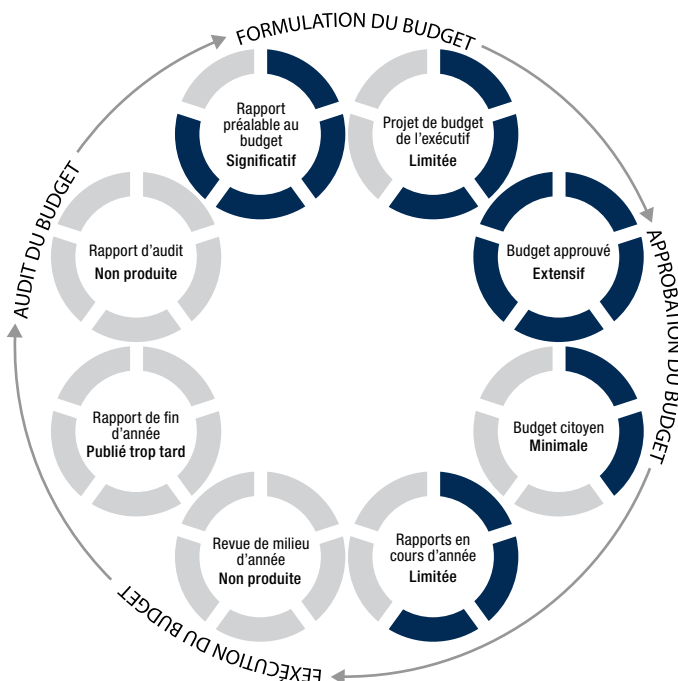 FORMULATION DU BUDGET
Rapport
préalable au
budget
Significatif
Projet de budget
de l'exécutif
Limitée
APPROBATION DU BUDGET
Budget approuvé
Extensif
Budget citoyen
Minimale
Rapports en
cours d'année
Limitée
EEXÉCUTION DU BUDGET
Revue de milieu
d'année
Non produite
Rapport de fin
d'année
Publié trop tard
AUDIT DU BUDGET
Rapport d'audit
Non produite